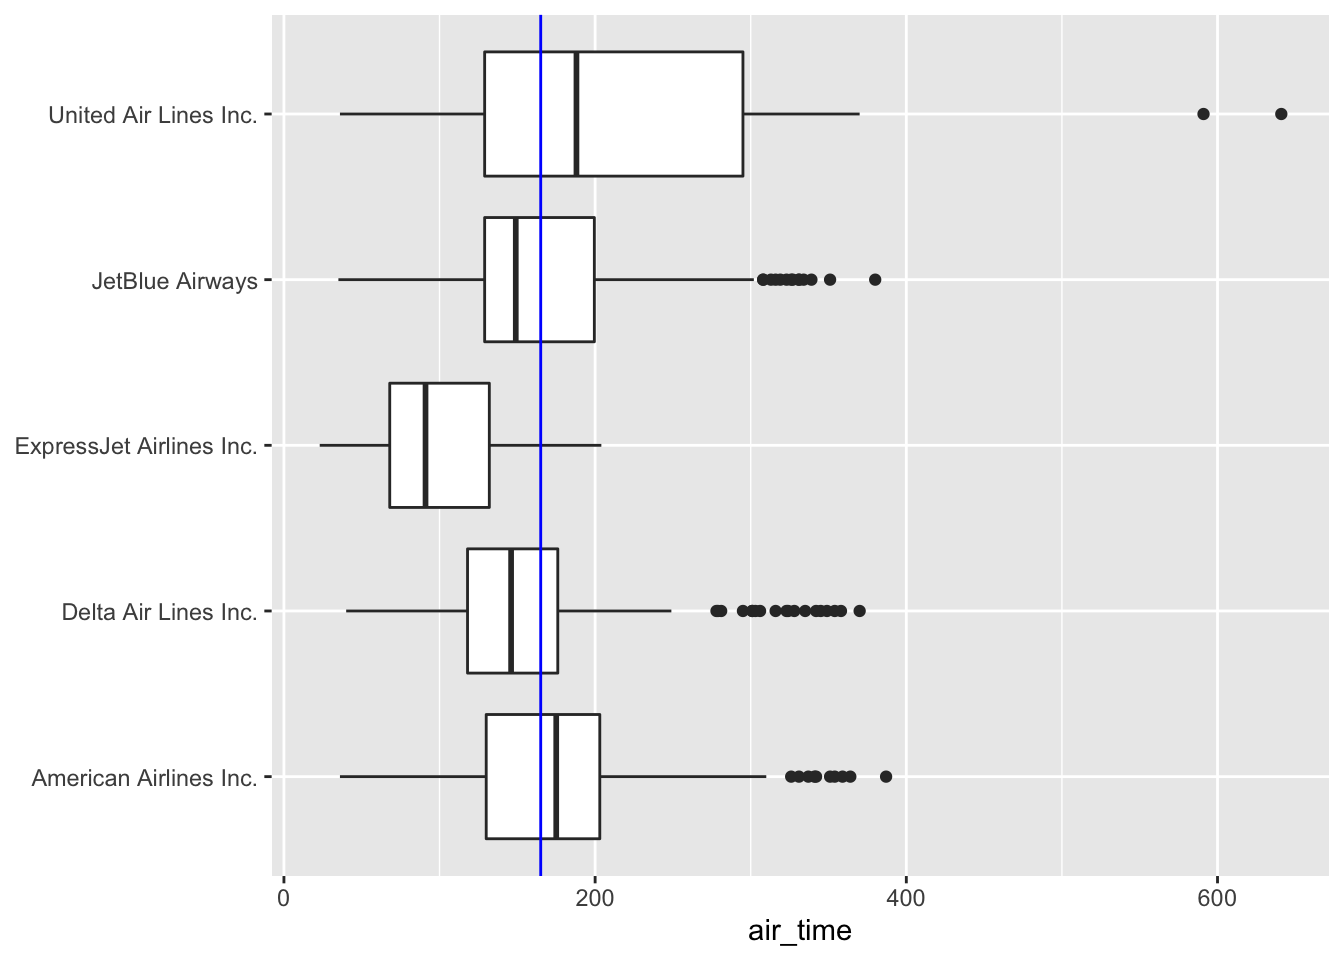 United Air Lines Inc.
JetBlue Airways
ExpressJet Airlines Inc.
Delta Air Lines Inc.
American Airlines Inc.
0 200 400 600
air_time